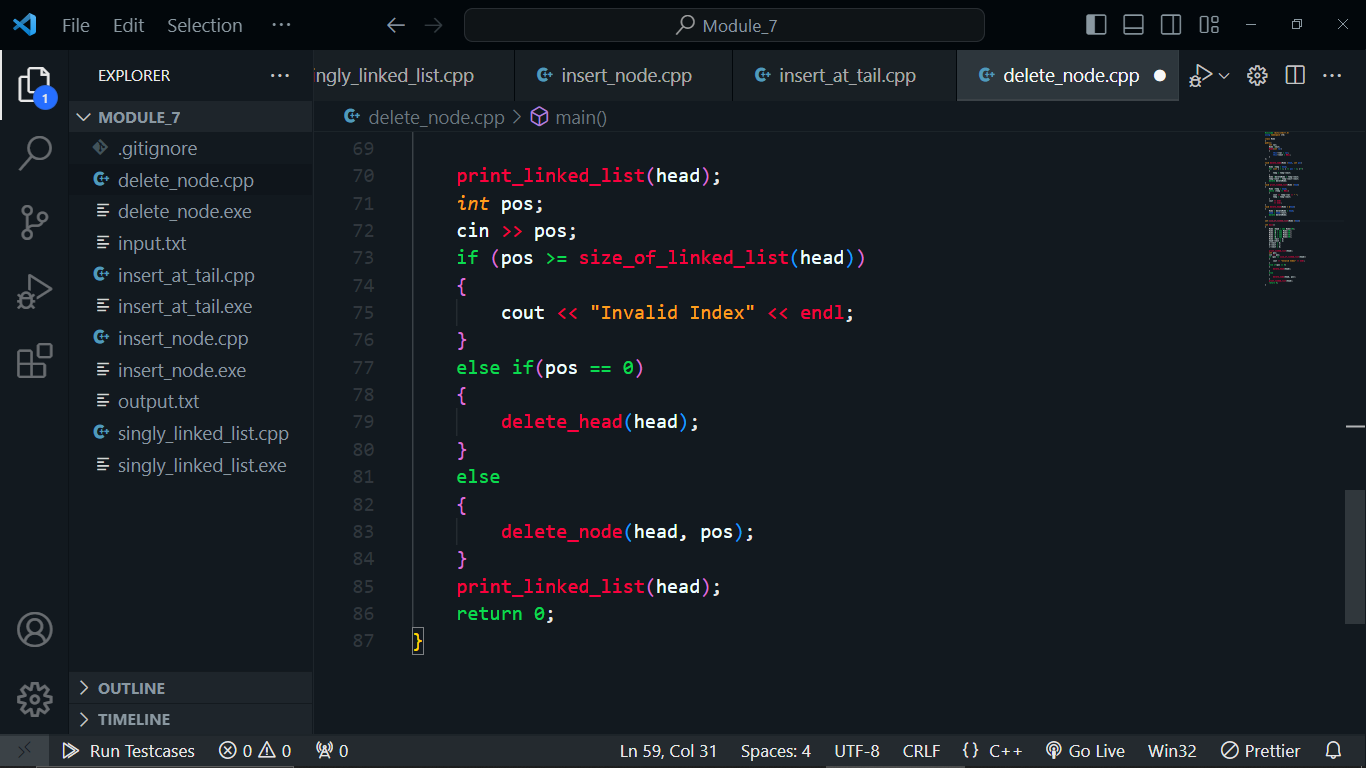 File Edit Selection ··· Module_7
EXPLORER ···
ngly_linked_list.cpp insert_node.cpp insert_at_tail.cpp delete_node.cpp
MODULE_7
.gitignore
delete_node.cpp
delete_node.exe
input.txt
insert_at_tail.cpp
insert_at_tail.exe
insert_node.cpp
insert_node.exe
output.txt
singly_linked_list.cpp
singly_linked_list.exe
OUTLINE
TIMELINE
delete_node.cpp > main()
69
70 print_linked_list(head);
71 int pos;
72 cin >> pos;
73 if (pos >= size_of_linked_list(head))
74 {
75 cout << "Invalid Index" << endl;
76 }
77 else if(pos == 0)
78 {
79 delete_head(head);
80 }
81 else
82 {
83 delete_node(head, pos);
84 }
85 print_linked_list(head);
86 return 0;
87 }
1
Run Testcases 0 0 0 Ln 59, Col 31 Spaces: 4 UTF-8 CRLF {} C++ Go Live Win32 Prettier